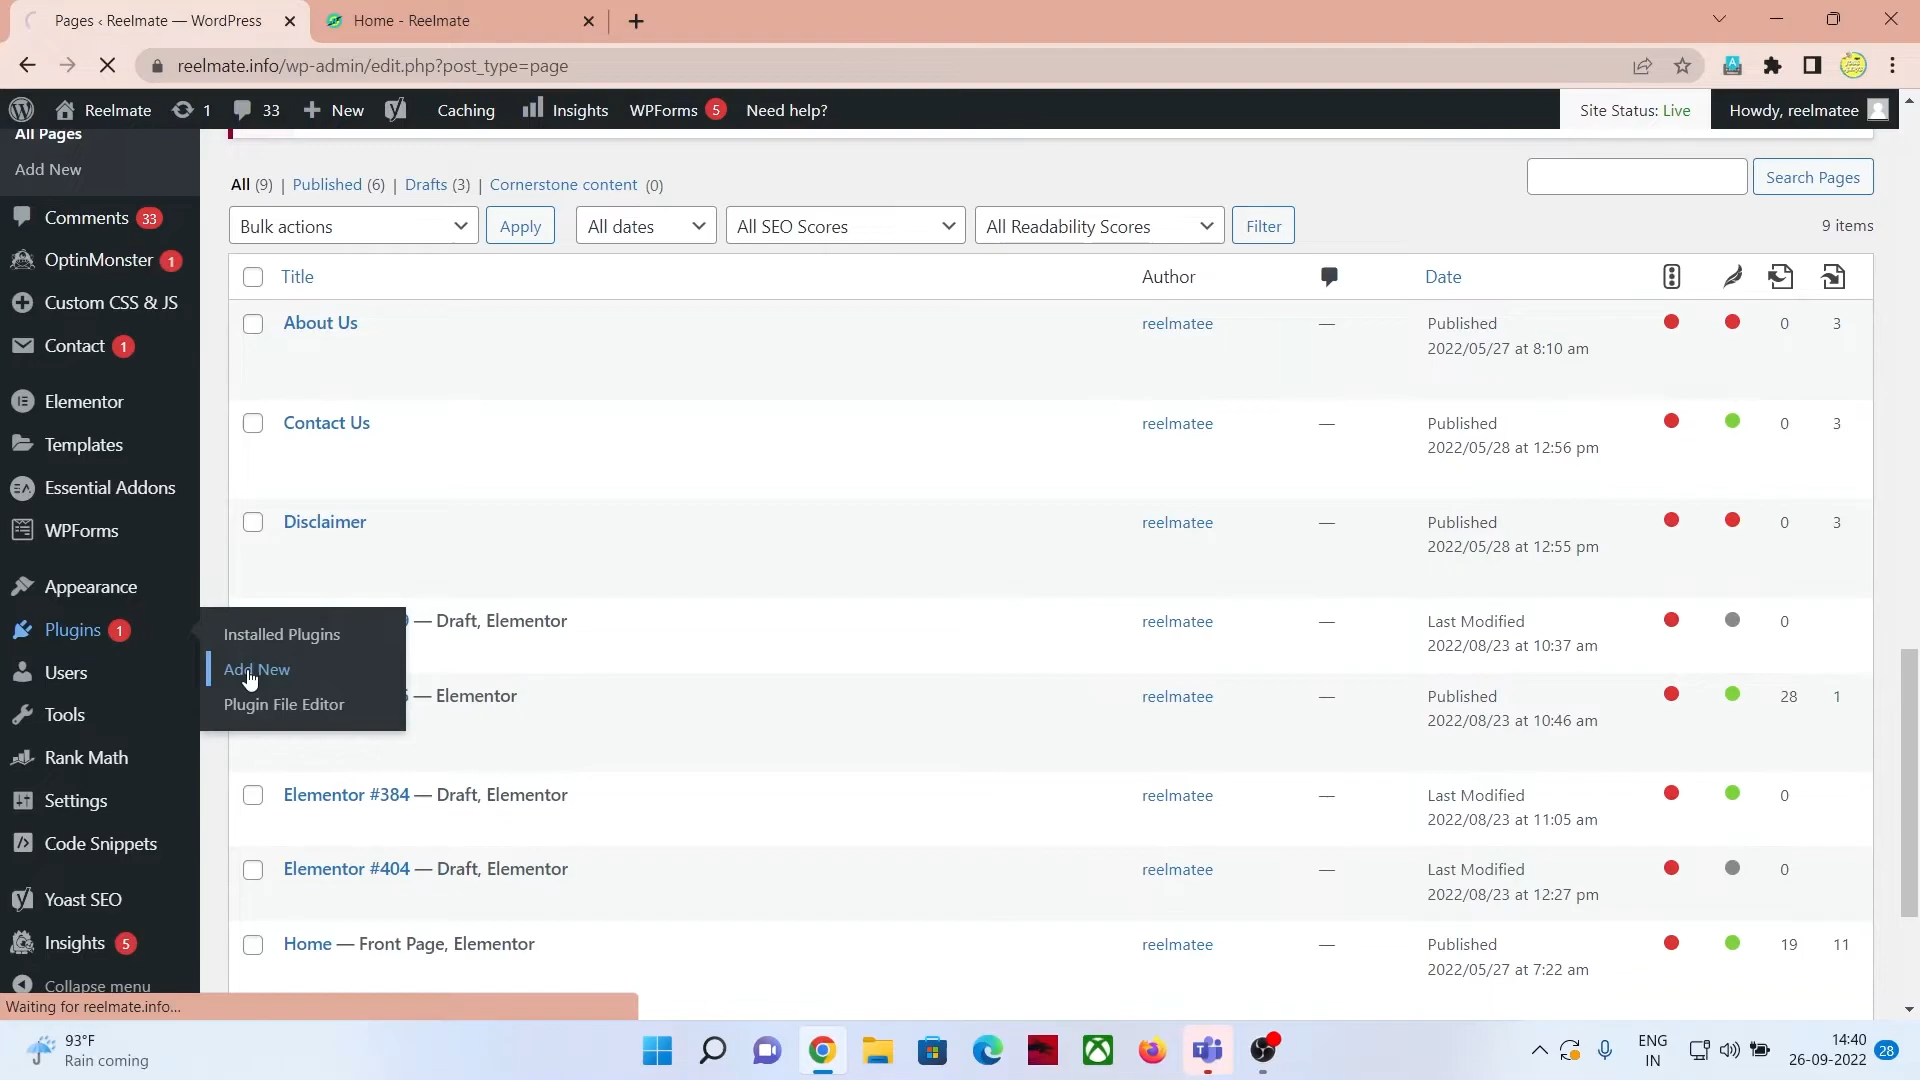 Pages ‹ Reelmate — WordPress
Home - Reelmate
reelmate.info/wp-admin/edit.php?post_type=page
Reelmate 1 33 New Caching Insights WPForms 5 Need help? Site Status: Live Howdy, reelmatee
All Pages
Add New
Comments 33
OptinMonster 1
Custom CSS & JS
Contact 1
Elementor
Templates
Essential Addons
WPForms
Appearance
Plugins 1
Users
Tools
Rank Math
Settings
Code Snippets
Yoast SEO
Insights 5
Collapse menu
Installed Plugins
Add New
Plugin File Editor
All (9) | Published (6) | Drafts (3) | Cornerstone content (0)
Search Pages
Bulk actions Apply All dates All SEO Scores All Readability Scores Filter 9 items
Title Author Date
About Us reelmatee — Published 0 3
2022/05/27 at 8:10 am
Contact Us reelmatee — Published 0 3
2022/05/28 at 12:56 pm
Disclaimer reelmatee — Published 0 3
2022/05/28 at 12:55 pm
— Draft, Elementor reelmatee — Last Modified 0
2022/08/23 at 10:37 am
— Elementor reelmatee — Published 28 1
2022/08/23 at 10:46 am
Elementor #384 — Draft, Elementor reelmatee — Last Modified 0
2022/08/23 at 11:05 am
Elementor #404 — Draft, Elementor reelmatee — Last Modified 0
2022/08/23 at 12:27 pm
Home — Front Page, Elementor reelmatee — Published 19 11
2022/05/27 at 7:22 am
Waiting for reelmate.info...
93°F
Rain coming
ENG
IN
14:40
26-09-2022
28